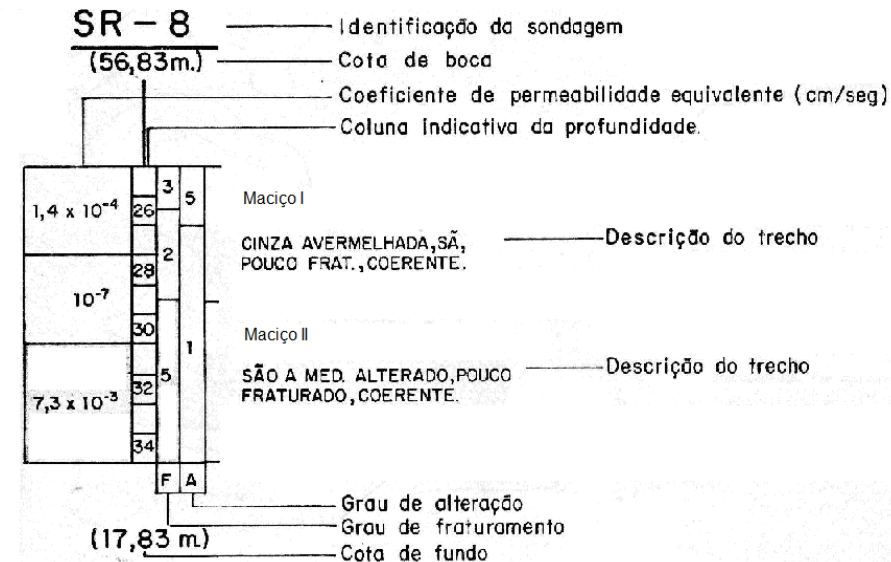 SR - 8
Identificação da sondagem
(56,83m.)
Cota de boca
Coeficiente de permeabilidade equivalente (cm/seg)
Coluna indicativa da profundidade.
3
5
Maciço I
1,4 x 10⁻⁴
26
CINZA AVERMELHADA, SÃ,
POUCO FRAT., COERENTE.
Descrição do trecho
2
28
10⁻⁷
30
Maciço II
1
SÃO A MED. ALTERADO, POUCO
FRATURADO, COERENTE.
Descrição do trecho
5
32
7,3 x 10⁻³
34
F
A
Grau de alteração
Grau de fraturamento
(17,83 m.)
Cota de fundo